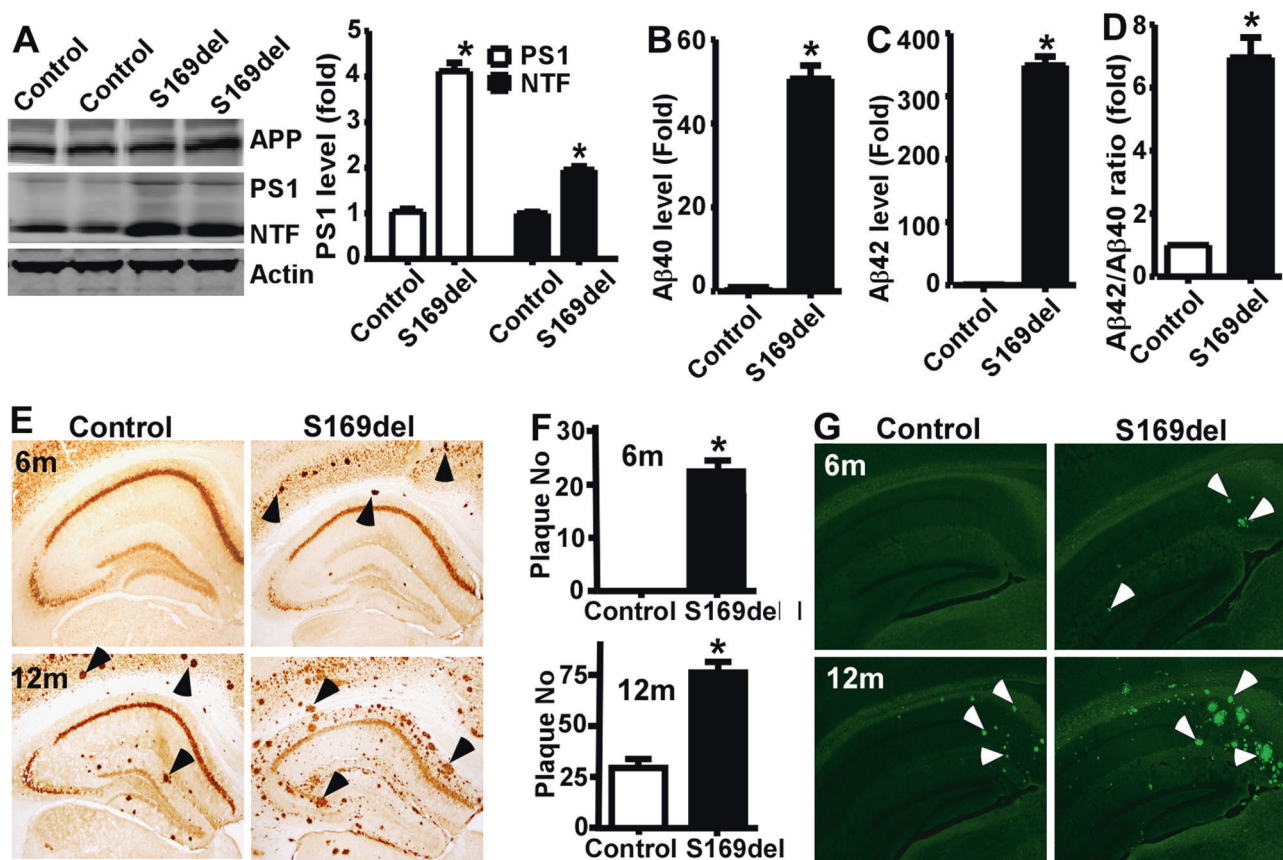 A
Control
Control
S169del
S169del
APP
PS1
NTF
Actin
PS1 level (fold)
5
4
3
2
1
0
PS1
NTF
*
*
Control
S169del
Control
S169del
B
Aβ40 level (Fold)
60
40
20
0
*
Control
S169del
C
Aβ42 level (Fold)
400
300
200
100
0
*
Control
S169del
D
Aβ42/Aβ40 ratio (fold)
8
6
4
2
0
*
Control
S169del
E
Control
S169del
6m
12m
F
Plaque No
30
20
10
0
6m
*
Control
S169del
Plaque No
75
50
25
0
12m
*
Control
S169del
G
Control
S169del
6m
12m